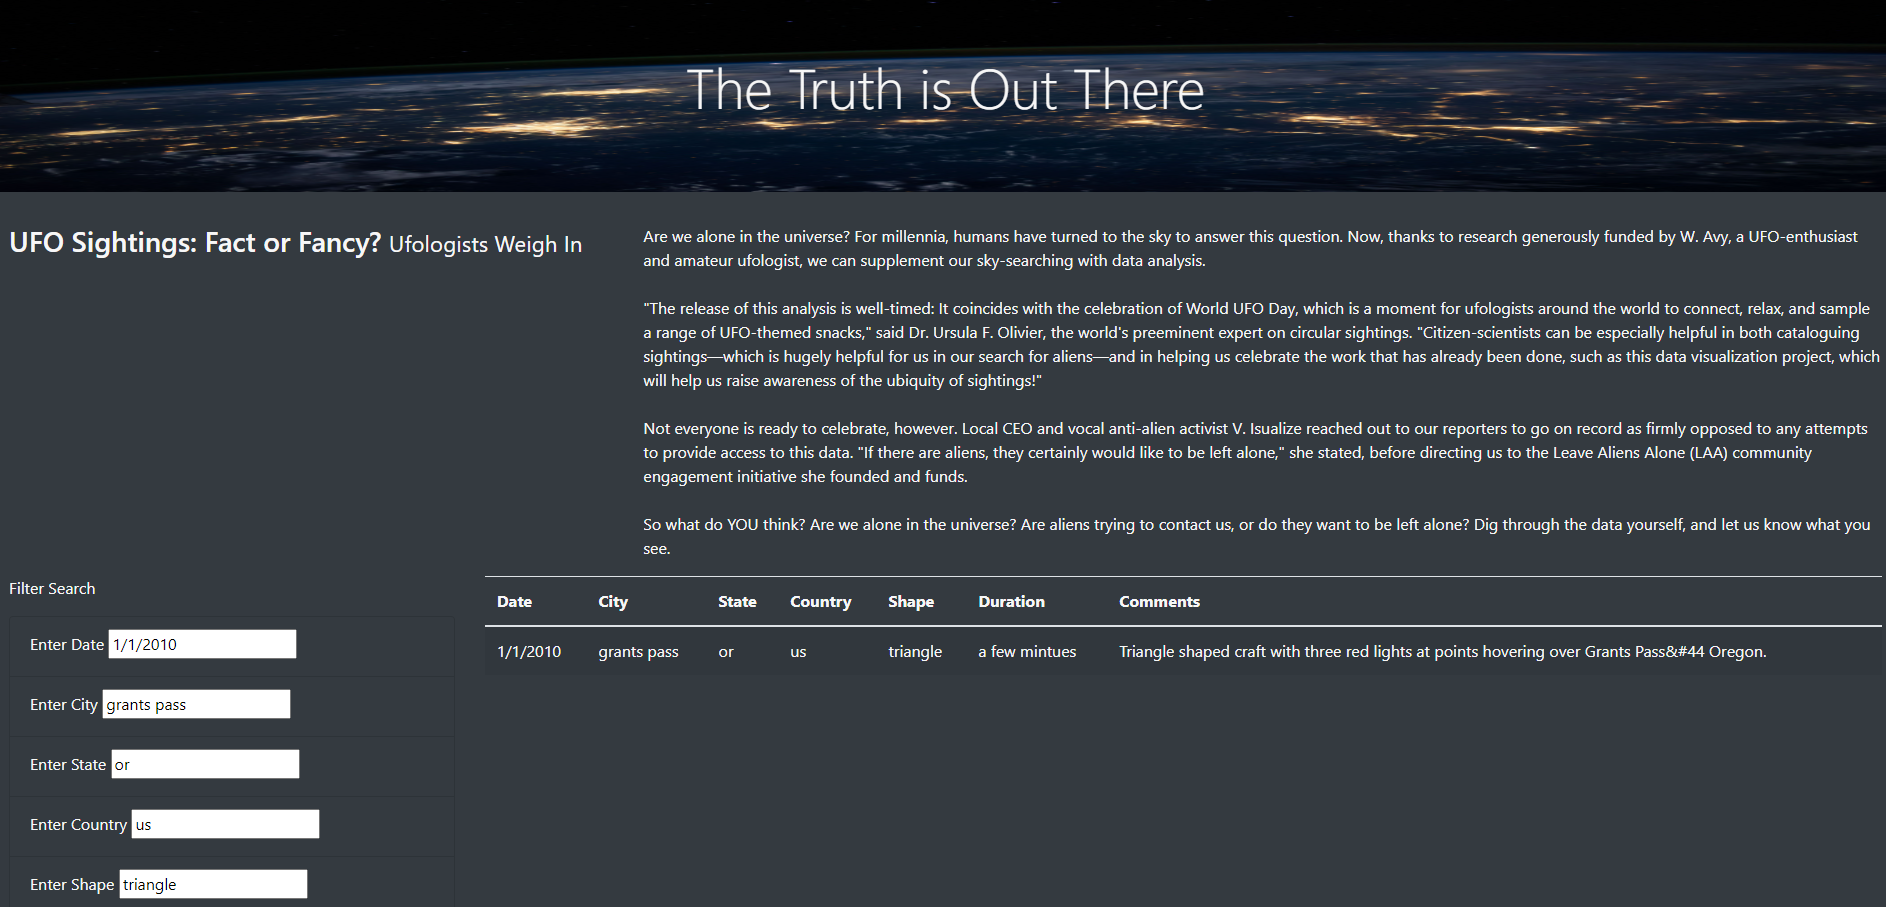 The Truth is Out There
UFO Sightings: Fact or Fancy? Ufologists Weigh In
Are we alone in the universe? For millennia, humans have turned to the sky to answer this question. Now, thanks to research generously funded by W. Avy, a UFO-enthusiast
and amateur ufologist, we can supplement our sky-searching with data analysis.
"The release of this analysis is well-timed: It coincides with the celebration of World UFO Day, which is a moment for ufologists around the world to connect, relax, and sample
a range of UFO-themed snacks," said Dr. Ursula F. Olivier, the world's preeminent expert on circular sightings. "Citizen-scientists can be especially helpful in both cataloguing
sightings—which is hugely helpful for us in our search for aliens—and in helping us celebrate the work that has already been done, such as this data visualization project, which
will help us raise awareness of the ubiquity of sightings!"
Not everyone is ready to celebrate, however. Local CEO and vocal anti-alien activist V. Isualize reached out to our reporters to go on record as firmly opposed to any attempts
to provide access to this data. "If there are aliens, they certainly would like to be left alone," she stated, before directing us to the Leave Aliens Alone (LAA) community
engagement initiative she founded and funds.
So what do YOU think? Are we alone in the universe? Are aliens trying to contact us, or do they want to be left alone? Dig through the data yourself, and let us know what you
see.
Filter Search
Enter Date 1/1/2010
Enter City grants pass
Enter State or
Enter Country us
Enter Shape triangle
Date City State Country Shape Duration Comments
1/1/2010 grants pass or us triangle a few mintues Triangle shaped craft with three red lights at points hovering over Grants Pass&#44 Oregon.